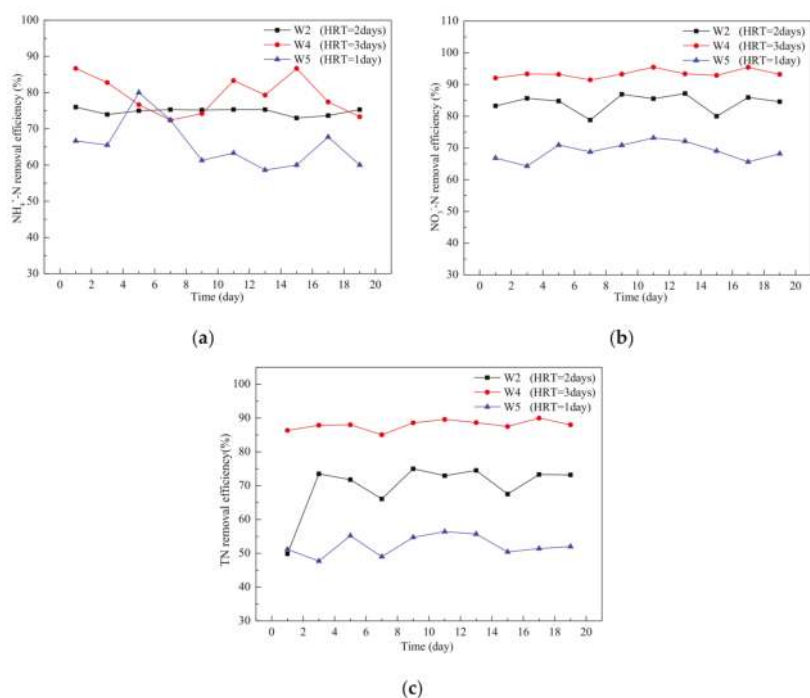 W2 (HRT=2days)
W4 (HRT=3days)
W5 (HRT=1day)
100
90
80
70
60
50
40
30
NH₄⁺-N removal efficiency (%)
0 2 4 6 8 10 12 14 16 18 20
Time (day)
(a)
W2 (HRT=2days)
W4 (HRT=3days)
W5 (HRT=1day)
110
100
90
80
70
60
50
40
30
NO₃⁻-N removal efficiency (%)
0 2 4 6 8 10 12 14 16 18 20
Time (day)
(b)
W2 (HRT=2days)
W4 (HRT=3days)
W5 (HRT=1day)
100
90
80
70
60
50
40
30
TN removal efficiency(%)
0 2 4 6 8 10 12 14 16 18 20
Time (day)
(c)